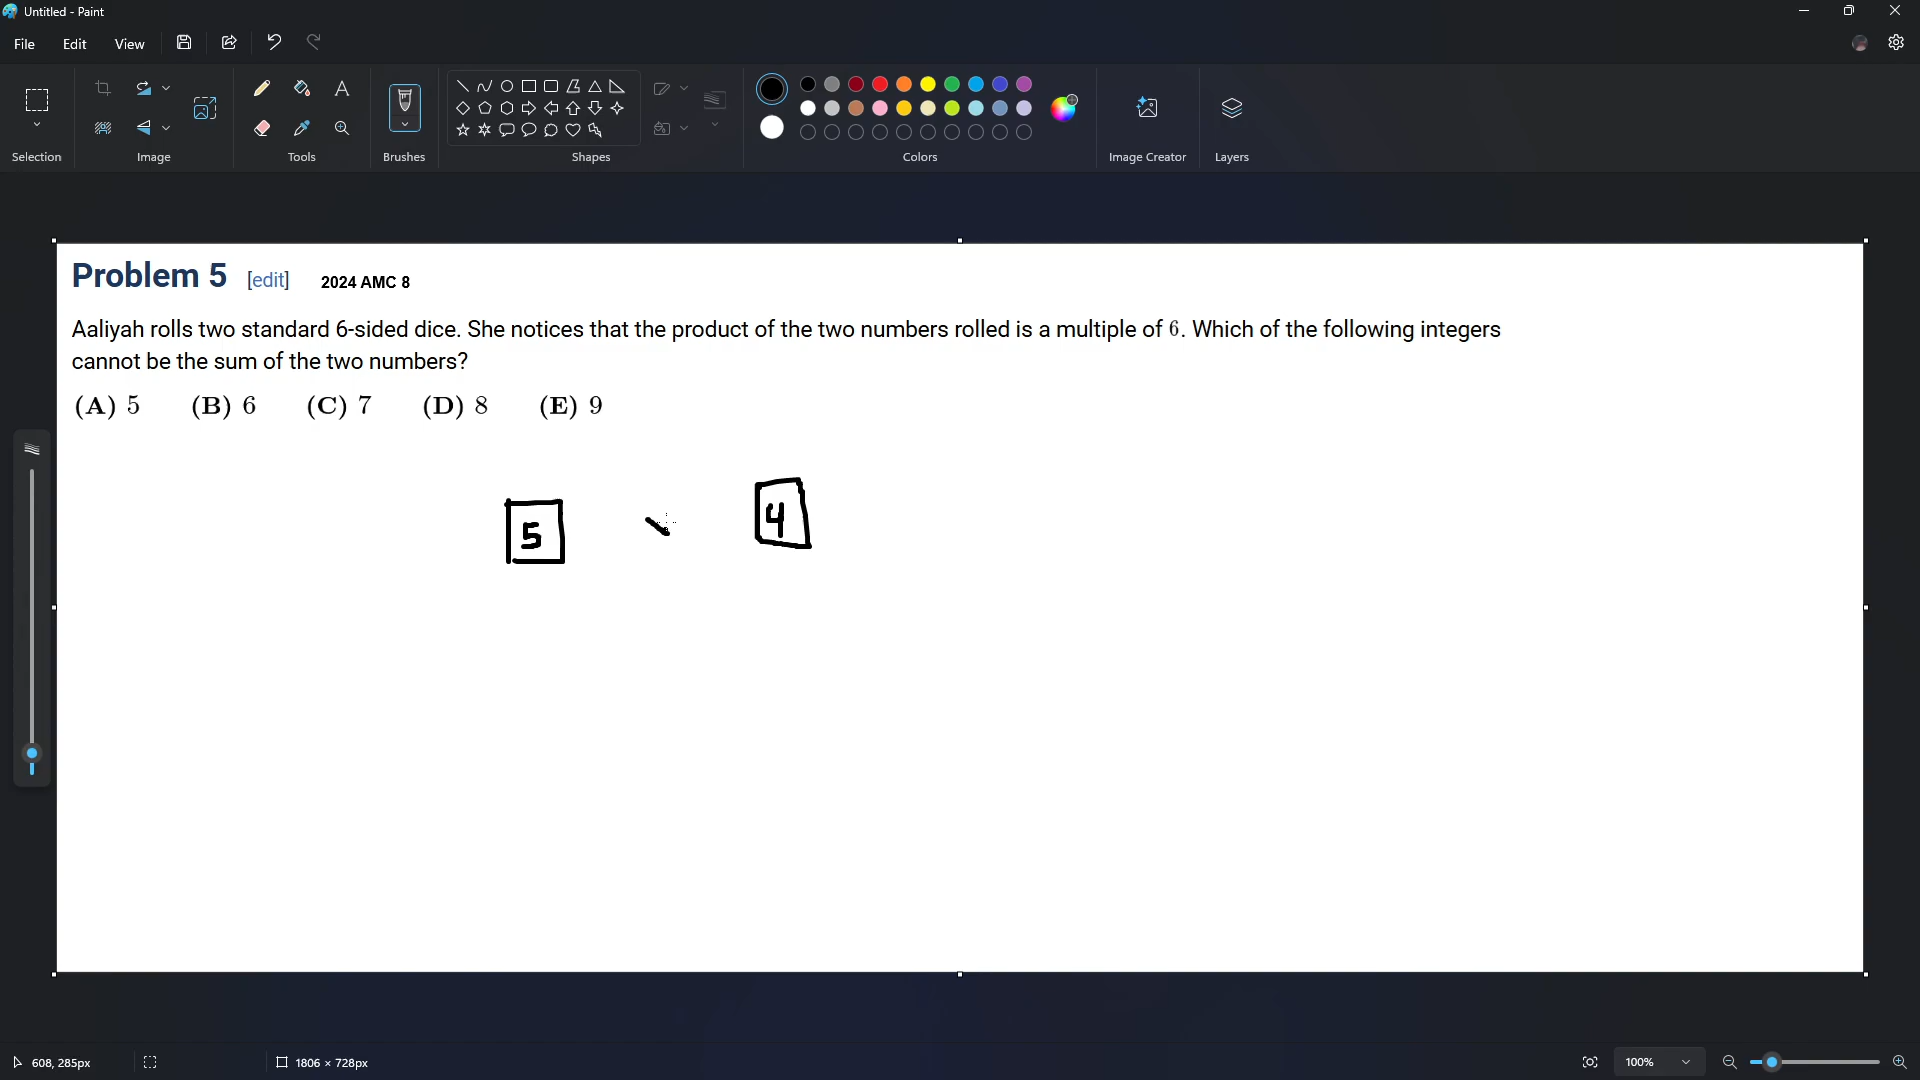 Untitled - Paint
File Edit View
Selection Image Tools Brushes Shapes Colors Image Creator Layers
Problem 5 [edit] 2024 AMC 8
Aaliyah rolls two standard 6-sided dice. She notices that the product of the two numbers rolled is a multiple of 6. Which of the following integers
cannot be the sum of the two numbers?
(A) 5 (B) 6 (C) 7 (D) 8 (E) 9
5 4
608, 285px 1806 × 728px 100%